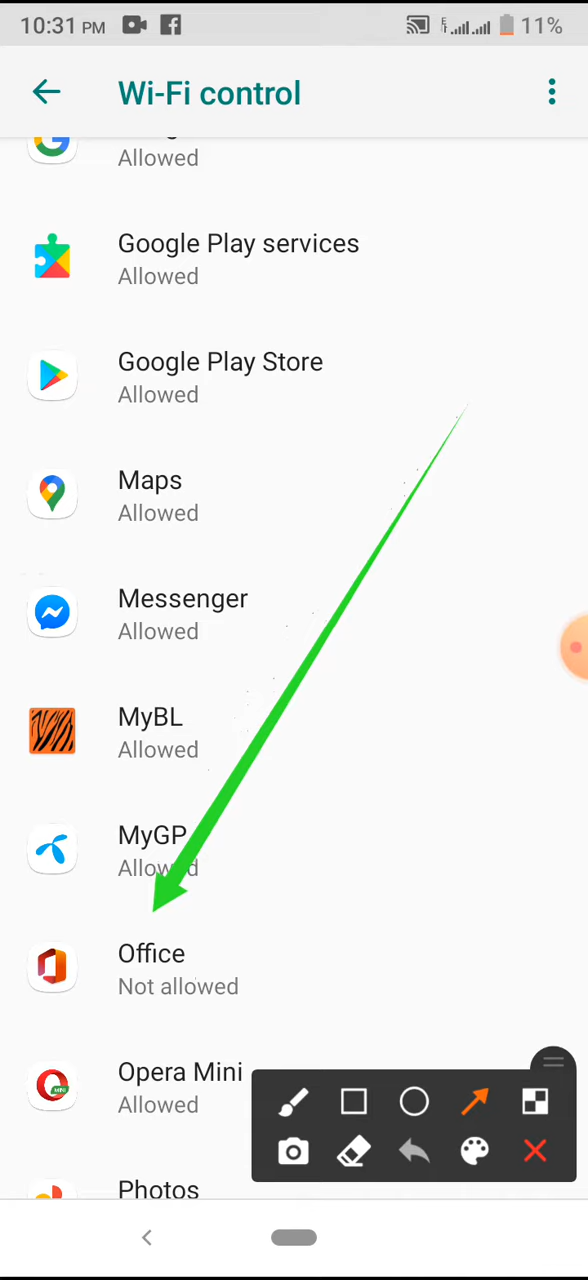 10:31 PM
11%
Wi-Fi control
Allowed
Google Play services
Allowed
Google Play Store
Allowed
Maps
Allowed
Messenger
Allowed
MyBL
Allowed
MyGP
Allowed
Office
Not allowed
Opera Mini
Allowed
Photos